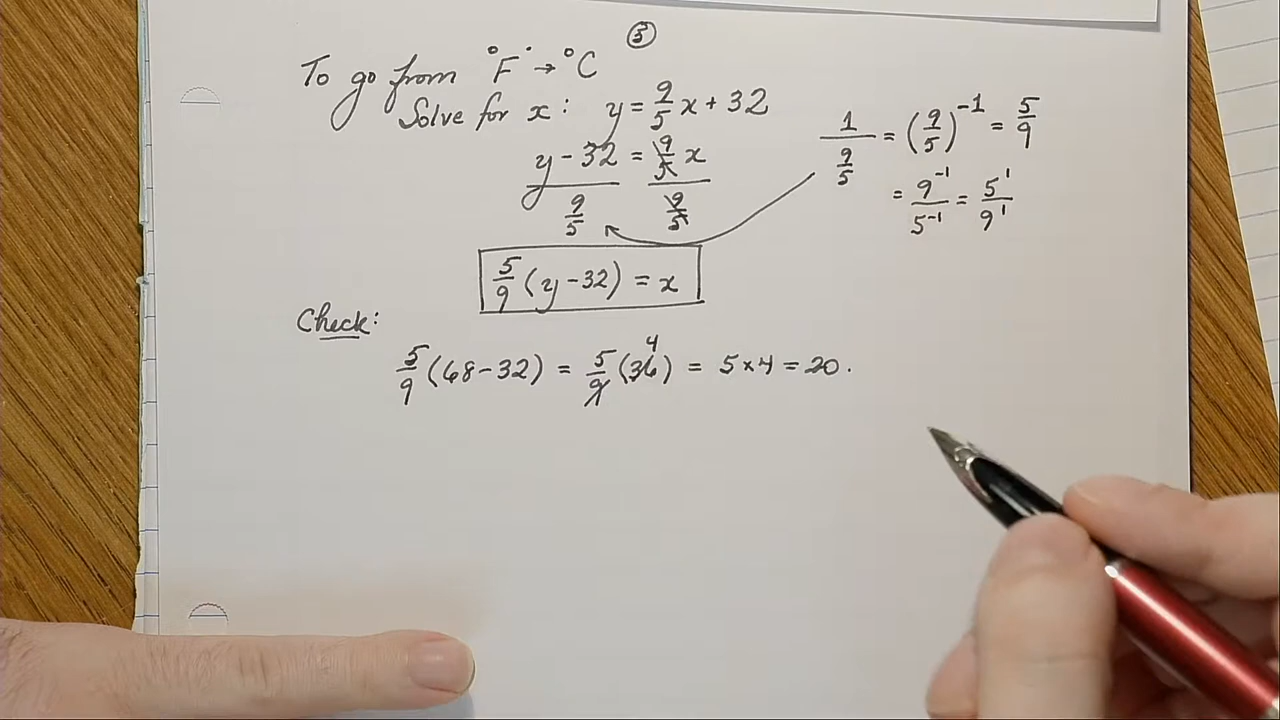 ⑤
To go from °F → °C
Solve for x: y = 9/5 x + 32
y - 32 = 9/5 x
9/5 9/5
1/(9/5) = (9/5)^-1 = 5/9
= 9^-1/5^-1 = 5^1/9^1
5/9 (y - 32) = x
Check:
5/9 (68 - 32) = 5/9 (36) 4 = 5 × 4 = 20.